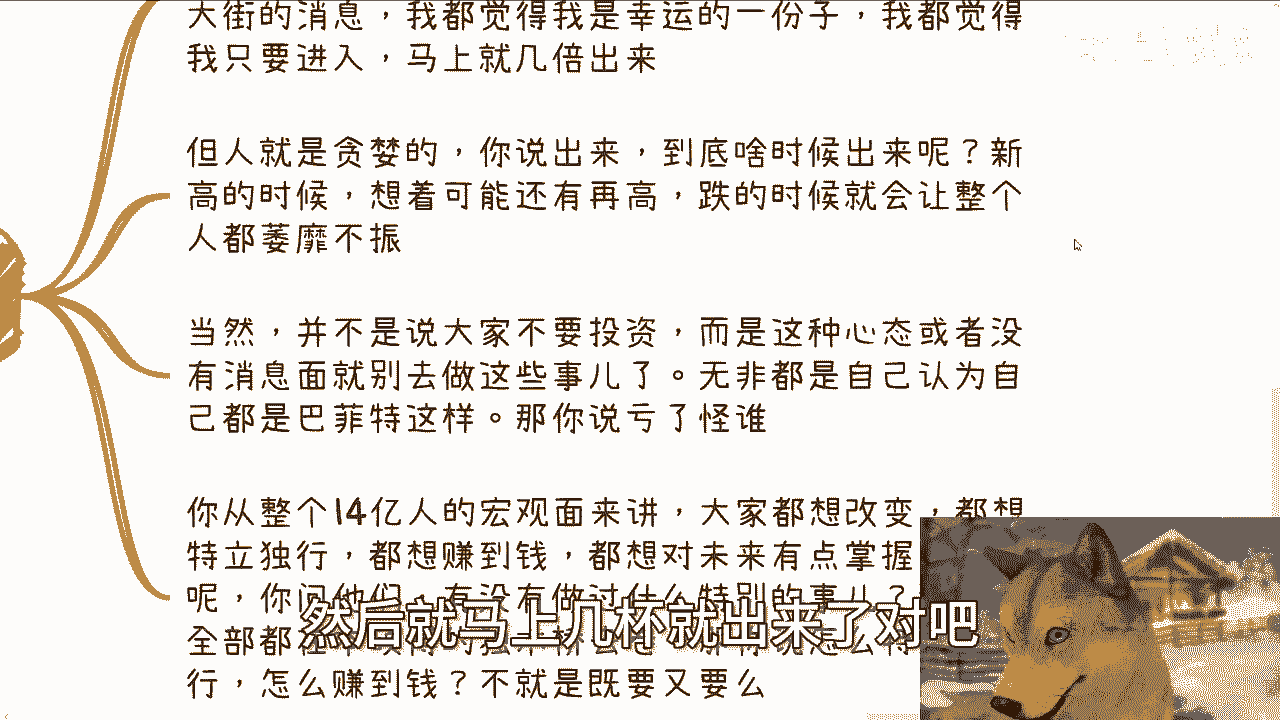 大街的消息，我都觉得我是幸运的一份子，我都觉得
我只要进入，马上就几倍出来
但人就是贪婪的，你说出来，到底啥时候出来呢？新
高的时候，想着可能还有再高，跌的时候就会让整个
人都萎靡不振
当然，并不是说大家不要投资，而是这种心态或者没
有消息面就别去做这些事儿了。无非都是自己认为自
己都是巴菲特这样。那你说亏了怪谁
你从整个14亿人的宏观面来讲，大家都想改变，都想
特立独行，都想赚到钱，都想对未来有点掌握
呢，你问他们，有没有做过什么特别的事儿？
全部都在
行，怎么赚到钱？不就是既要又要么
然后就马上几杯就出来了对吧